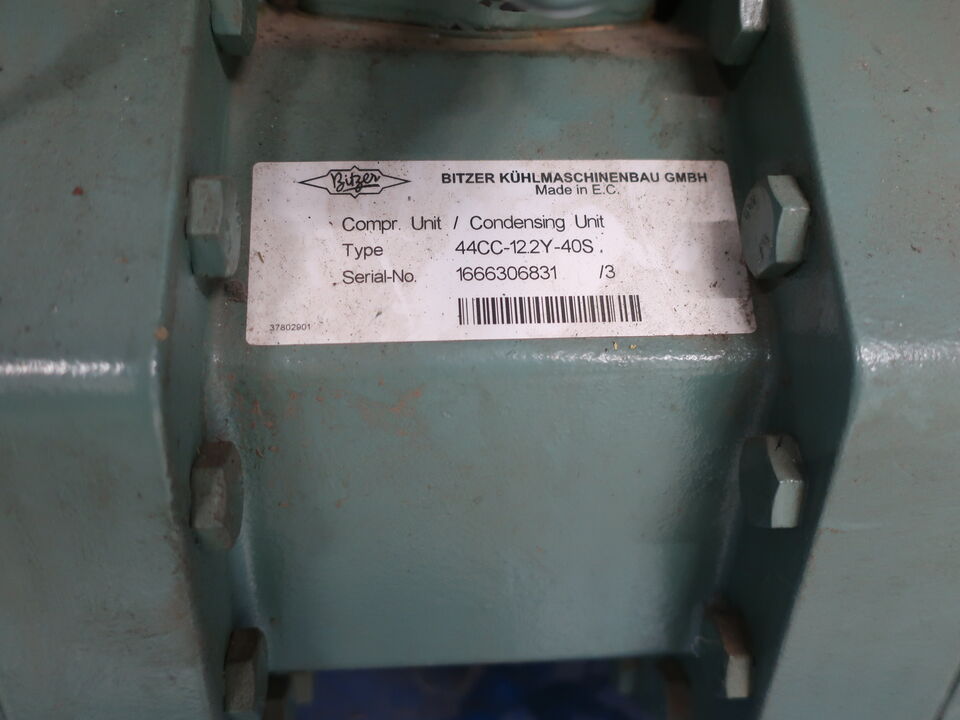 Bitzer
BITZER KÜHLMASCHINENBAU GMBH
Made in E.C.
Compr. Unit / Condensing Unit
Type 44CC-12.2Y-40S
Serial-No. 1666306831 /3
37802901